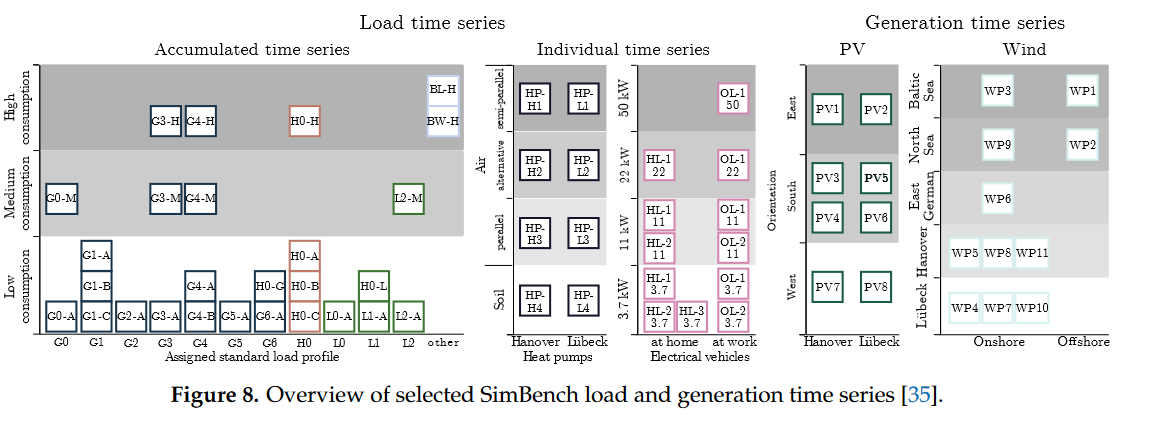 Load time series
Generation time series
Accumulated time series
Individual time series
PV
Wind
High
consumption
Medium
consumption
Low
consumption
BL-H
G3-H G4-H H0-H BW-H
G0-M G3-M G4-M L2-M
G1-A H0-A
G1-B G4-A H0-G H0-B H0-L
G0-A G1-C G2-A G3-A G4-B G5-A G6-A H0-C L0-A L1-A L2-A
G0 G1 G2 G3 G4 G5 G6 H0 L0 L1 L2 other
Assigned standard load profile
Air
semi-parallel
alternative
parallel
Soil
HP-
H1
HP-
L1
HP-
H2
HP-
L2
HP-
H3
HP-
L3
HP-
H4
HP-
L4
Hanover Lübeck
Heat pumps
50 kW
22 kW
11 kW
3.7 kW
OL-1
50
HL-1
22
OL-1
22
HL-1
11
OL-1
11
HL-2
11
OL-2
11
HL-1
3.7
OL-1
3.7
HL-2
3.7
HL-3
3.7
OL-2
3.7
at home at work
Electrical vehicles
Orientation
East
South
West
PV1 PV2
PV3 PV5
PV4 PV6
PV7 PV8
Hanover Lübeck
Baltic
Sea
North
Sea
East
German
Hanover
Lübeck
WP3 WP1
WP9 WP2
WP6
WP5 WP8 WP11
WP4 WP7 WP10
Onshore Offshore
Figure 8. Overview of selected SimBench load and generation time series [35].